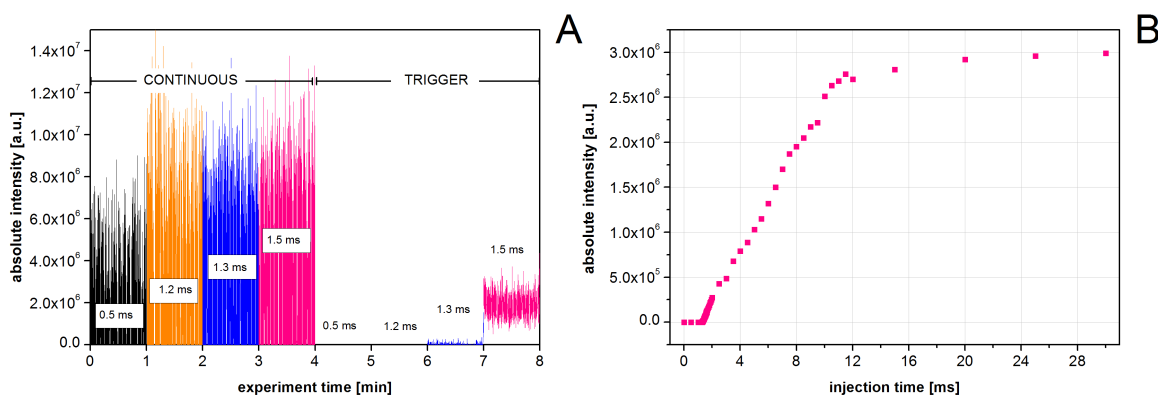 A
absolute intensity [a.u.]
1.4x10⁷
1.2x10⁷
1.0x10⁷
8.0x10⁶
6.0x10⁶
4.0x10⁶
2.0x10⁶
0.0
CONTINUOUS
TRIGGER
0.5 ms
1.2 ms
1.3 ms
1.5 ms
0.5 ms
1.2 ms
1.3 ms
1.5 ms
0 1 2 3 4 5 6 7 8
experiment time [min]
B
absolute intensity [a.u.]
3.0x10⁶
2.5x10⁶
2.0x10⁶
1.5x10⁶
1.0x10⁶
5.0x10⁵
0.0
0 4 8 12 16 20 24 28
injection time [ms]